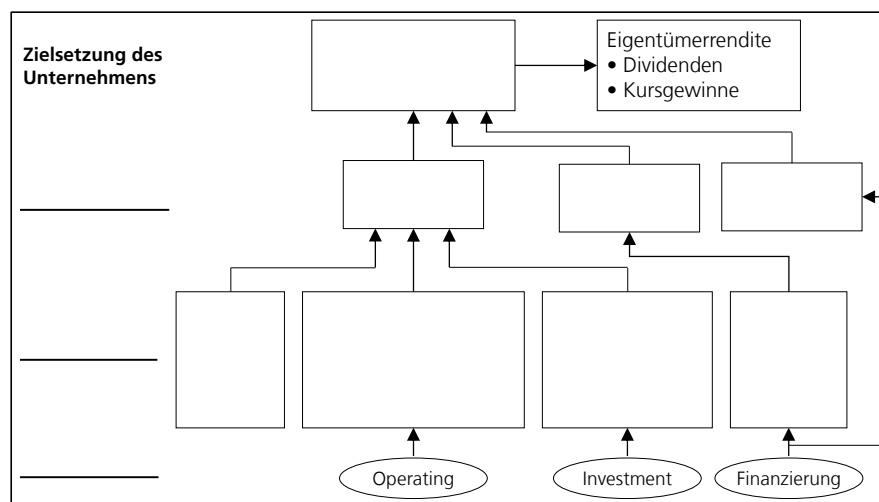 Zielsetzung des
Unternehmens
Eigentümerrendite
• Dividenden
• Kursgewinne
Operating
Investment
Finanzierung